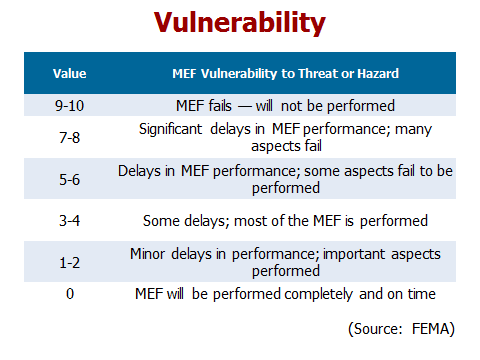 Vulnerability
Value MEF Vulnerability to Threat or Hazard
9-10 MEF fails — will not be performed
7-8 Significant delays in MEF performance; many
aspects fail
5-6 Delays in MEF performance; some aspects fail to be
performed
3-4 Some delays; most of the MEF is performed
1-2 Minor delays in performance; important aspects
performed
0 MEF will be performed completely and on time
(Source: FEMA)